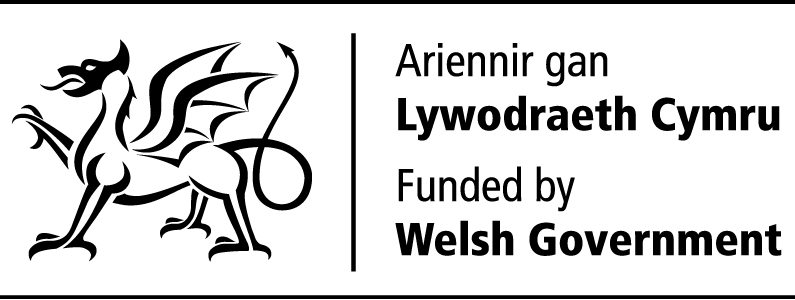 Ariennir gan
Lywodraeth Cymru
Funded by
Welsh Government